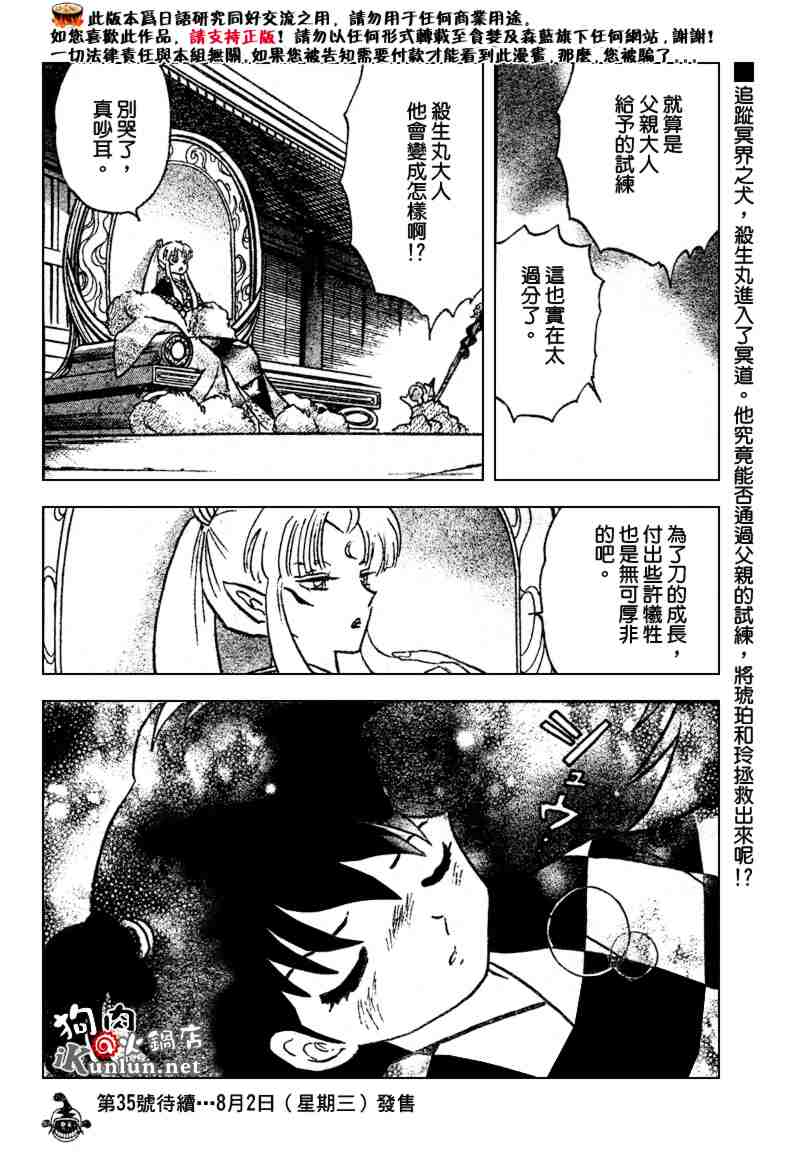 此版本爲日語研究同好交流之用，請勿用于任何商業用途。
如您喜歡此作品，請支持正版！請勿以任何形式轉載至貪婪及森藍旗下任何網站，謝謝！
一切法律責任與本組無關，如果您被告知需要付款才能看到此漫畫，那麼，您被騙了...
■追蹤冥界之犬，殺生丸進入了冥道。他究竟能否通過父親的試練，將琥珀和玲拯救出來呢!?
就算是
父親大人
給予的試練
這也實在太
過分了。
殺生丸大人
他會變成怎樣啊!?
別哭了，
真吵耳。
為了刀的成長，
付出些許犧牲
也是無可厚非
的吧。
シュウ
狗肉火鍋店
iKunlun.net
第35號待續…8月2日（星期三）發售